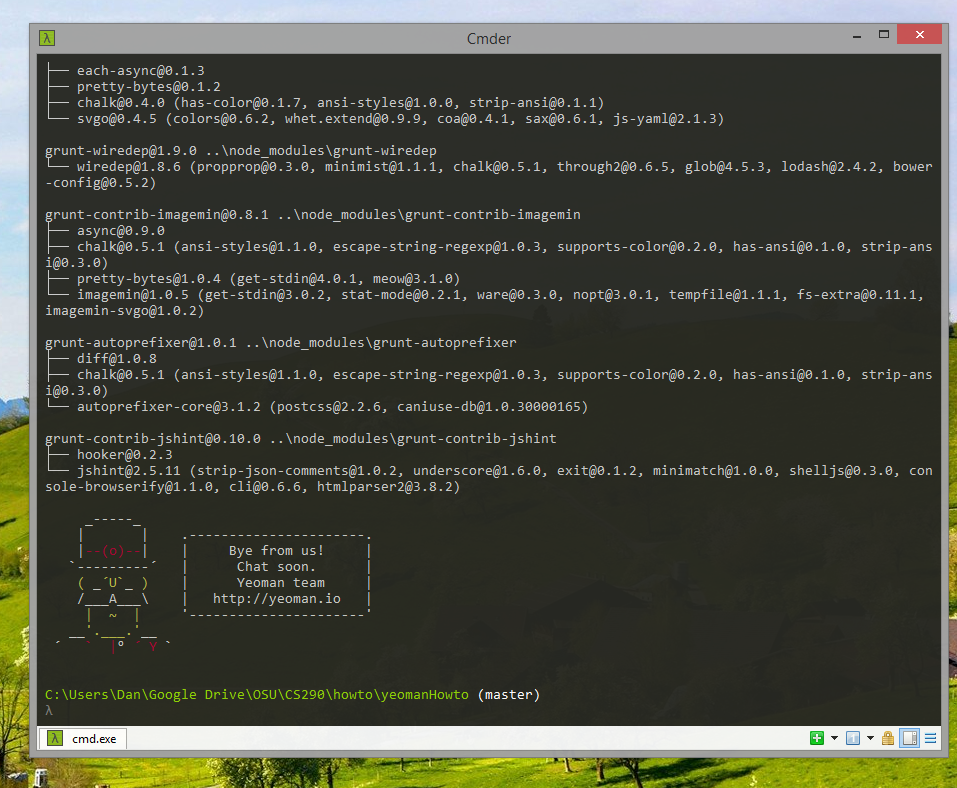 Cmder
├── each-async@0.1.3
├── pretty-bytes@0.1.2
├── chalk@0.4.0 (has-color@0.1.7, ansi-styles@1.0.0, strip-ansi@0.1.1)
└── svgo@0.4.5 (colors@0.6.2, whet.extend@0.9.9, coa@0.4.1, sax@0.6.1, js-yaml@2.1.3)
grunt-wiredep@1.9.0 ..\node_modules\grunt-wiredep
└── wiredep@1.8.6 (propprop@0.3.0, minimist@1.1.1, chalk@0.5.1, through2@0.6.5, glob@4.5.3, lodash@2.4.2, bower
-config@0.5.2)
grunt-contrib-imagemin@0.8.1 ..\node_modules\grunt-contrib-imagemin
├── async@0.9.0
├── chalk@0.5.1 (ansi-styles@1.1.0, escape-string-regexp@1.0.3, supports-color@0.2.0, has-ansi@0.1.0, strip-ans
i@0.3.0)
├── pretty-bytes@1.0.4 (get-stdin@4.0.1, meow@3.1.0)
└── imagemin@1.0.5 (get-stdin@3.0.2, stat-mode@0.2.1, ware@0.3.0, nopt@3.0.1, tempfile@1.1.1, fs-extra@0.11.1,
imagemin-svgo@1.0.2)
grunt-autoprefixer@1.0.1 ..\node_modules\grunt-autoprefixer
├── diff@1.0.8
├── chalk@0.5.1 (ansi-styles@1.1.0, escape-string-regexp@1.0.3, supports-color@0.2.0, has-ansi@0.1.0, strip-ans
i@0.3.0)
└── autoprefixer-core@3.1.2 (postcss@2.2.6, caniuse-db@1.0.30000165)
grunt-contrib-jshint@0.10.0 ..\node_modules\grunt-contrib-jshint
├── hooker@0.2.3
└── jshint@2.5.11 (strip-json-comments@1.0.2, underscore@1.6.0, exit@0.1.2, minimatch@1.0.0, shelljs@0.3.0, con
sole-browserify@1.1.0, cli@0.6.6, htmlparser2@3.8.2)
     _-----_
    |       |    .----------------------.
    |--(o)--|    |     Bye from us!     |
   `---------´   |      Chat soon.      |
    ( _´U`_ )    |      Yeoman team     |
    /___A___\    |   http://yeoman.io   |
     |  ~  |     '----------------------'
   __'.___.'__
 ´   `  |° ´ Y `
C:\Users\Dan\Google Drive\OSU\CS290\howto\yeomanHowto (master)
λ
λ cmd.exe